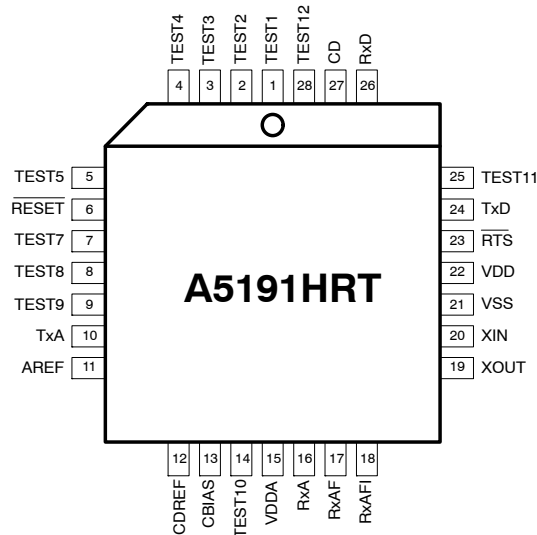 TEST4
TEST3
TEST2
TEST1
TEST12
CD
RxD
4
3
2
1
28
27
26
TEST5 5
RESET 6
TEST7 7
TEST8 8
TEST9 9
TxA 10
AREF 11
A5191HRT
25 TEST11
24 TxD
23 RTS
22 VDD
21 VSS
20 XIN
19 XOUT
12
13
14
15
16
17
18
CDREF
CBIAS
TEST10
VDDA
RxA
RxAF
RxAFI